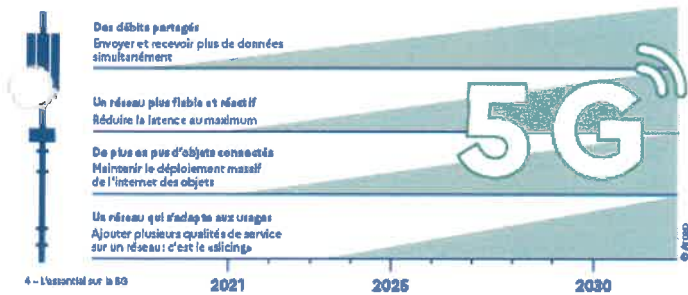 Des débits partagés
Envoyer et recevoir plus de données
simultanément
Un réseau plus fiable et réactif
Réduire la latence au maximum
De plus en pus d'objets connectés
Maintenir le déploiement massif
de l'internet des objets
Un réseau qui s'adapte aux usages
Ajouter plusieurs qualités de service
sur un réseau: c'est le «slicing»
5G
4 – L'essentiel sur la 5G
2021
2025
2030